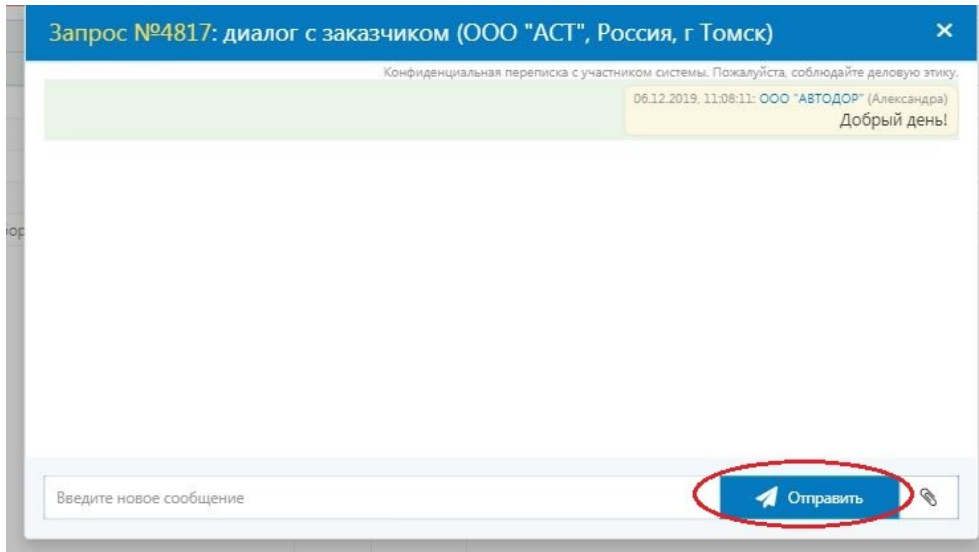 Запрос №4817: диалог с заказчиком (ООО "АСТ", Россия, г Томск)
Конфиденциальная переписка с участником системы. Пожалуйста, соблюдайте деловую этику.
06.12.2019, 11:08:11: ООО "АВТОДОР" (Александра)
Добрый день!
Введите новое сообщение
Отправить